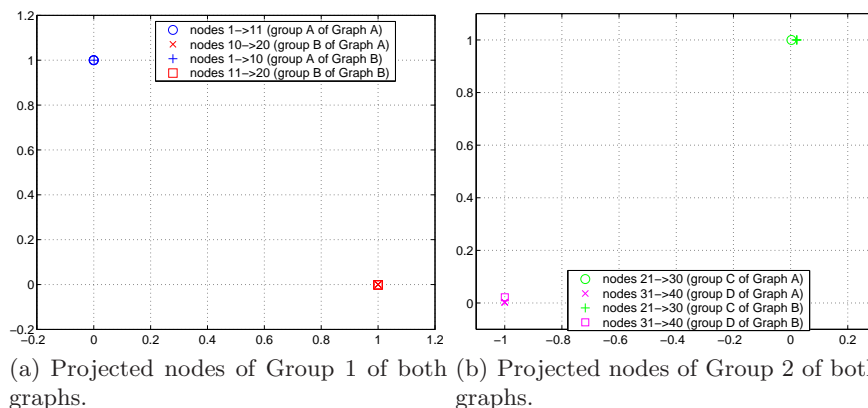 1.2
1
0.8
0.6
0.4
0.2
0
−0.2
−0.2 0 0.2 0.4 0.6 0.8 1 1.2
nodes 1−>11 (group A of Graph A)
nodes 10−>20 (group B of Graph A)
nodes 1−>10 (group A of Graph B)
nodes 11−>20 (group B of Graph B)
(a) Projected nodes of Group 1 of both
graphs.
1
0.8
0.6
0.4
0.2
0
−1 −0.8 −0.6 −0.4 −0.2 0 0.2
nodes 21−>30 (group C of Graph A)
nodes 31−>40 (group D of Graph A)
nodes 21−>30 (group C of Graph B)
nodes 31−>40 (group D of Graph B)
(b) Projected nodes of Group 2 of both
graphs.